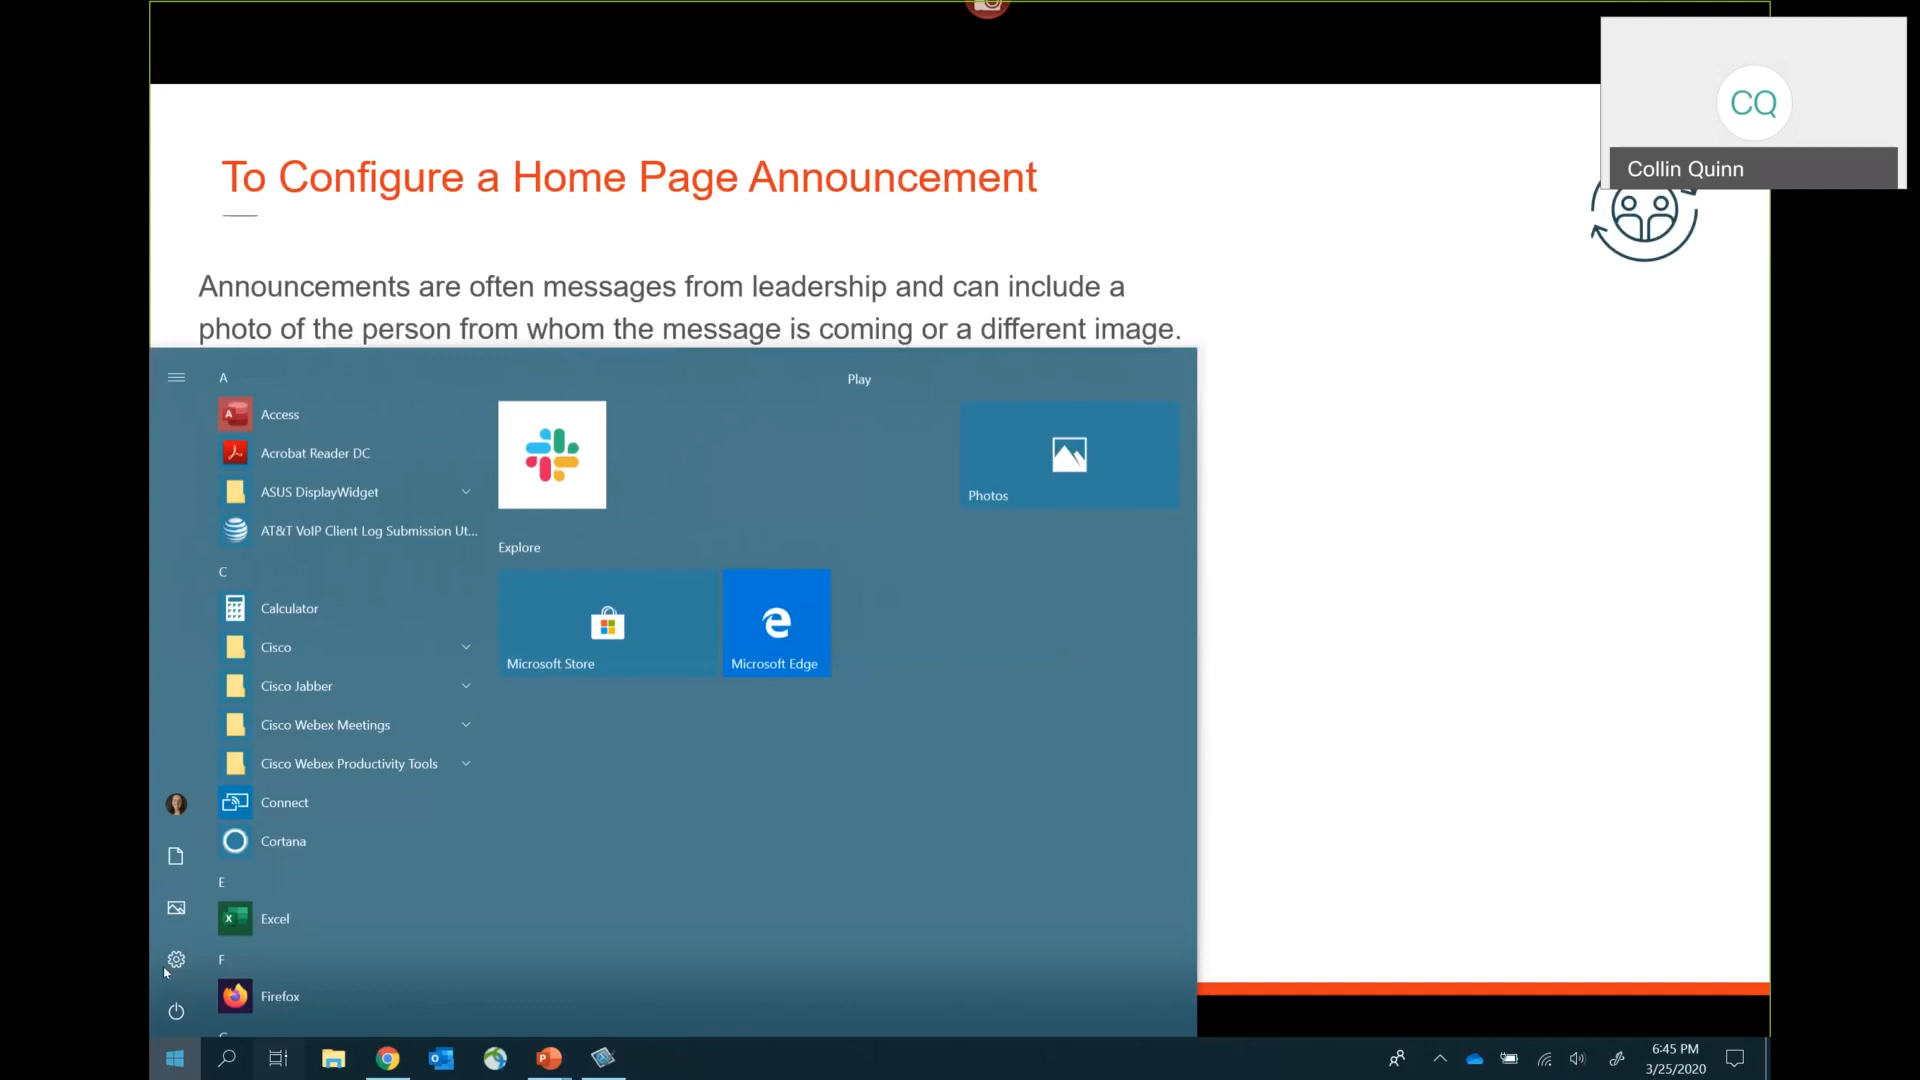 CQ
Collin Quinn
To Configure a Home Page Announcement
Announcements are often messages from leadership and can include a
photo of the person from whom the message is coming or a different image.
A
Access
Acrobat Reader DC
ASUS DisplayWidget
AT&T VoIP Client Log Submission Ut...
C
Calculator
Cisco
Cisco Jabber
Cisco Webex Meetings
Cisco Webex Productivity Tools
Connect
Cortana
E
Excel
F
Firefox
Play
Photos
Explore
Microsoft Store
Microsoft Edge
6:45 PM
3/25/2020